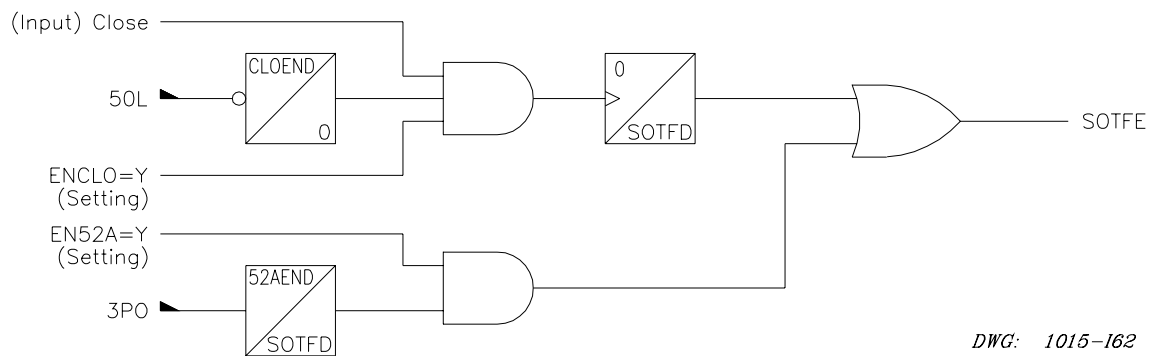 (Input) Close
CLOEND
50L
0
0
SOTFD
SOTFE
ENCLO=Y
(Setting)
EN52A=Y
(Setting)
52AEND
3PO
SOTFD
DWG: 1015-I62